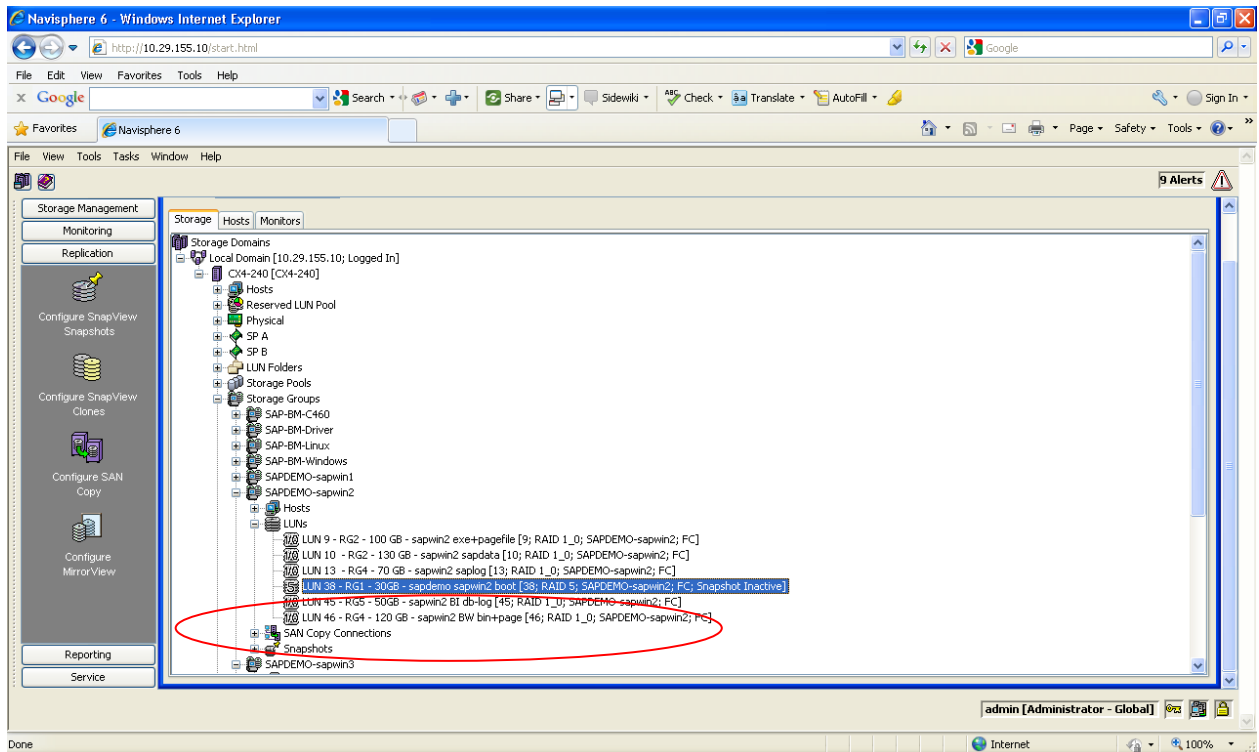 Navisphere 6 - Windows Internet Explorer
http://10.29.155.10/start.html
Google
File Edit View Favorites Tools Help
x Google Search Share Sidewiki ABC Check aa Translate AutoFill Sign In
Favorites Navisphere 6 Page Safety Tools »
File View Tools Tasks Window Help
9 Alerts
Storage Management
Monitoring
Replication
Configure SnapView
Snapshots
Configure SnapView
Clones
Configure SAN
Copy
Configure
MirrorView
Reporting
Service
Storage Hosts Monitors
Storage Domains
Local Domain [10.29.155.10; Logged In]
CX4-240 [CX4-240]
Hosts
Reserved LUN Pool
Physical
SP A
SP B
LUN Folders
Storage Pools
Storage Groups
SAP-BM-C460
SAP-BM-Driver
SAP-BM-Linux
SAP-BM-Windows
SAPDEMO-sapwin1
SAPDEMO-sapwin2
Hosts
LUNs
LUN 9 - RG2 - 100 GB - sapwin2 exe+pagefile [9; RAID 1_0; SAPDEMO-sapwin2; FC]
LUN 10 - RG2 - 130 GB - sapwin2 sapdata [10; RAID 1_0; SAPDEMO-sapwin2; FC]
LUN 13 - RG4 - 70 GB - sapwin2 saplog [13; RAID 1_0; SAPDEMO-sapwin2; FC]
LUN 38 - RG1 - 30GB - sapdemo sapwin2 boot [38; RAID 5; SAPDEMO-sapwin2; FC; Snapshot Inactive]
LUN 45 - RG5 - 50GB - sapwin2 BI db-log [45; RAID 1_0; SAPDEMO-sapwin2; FC]
LUN 46 - RG4 - 120 GB - sapwin2 BW bin+page [46; RAID 1_0; SAPDEMO-sapwin2; FC]
SAN Copy Connections
Snapshots
SAPDEMO-sapwin3
admin [Administrator - Global]
Done Internet 100%